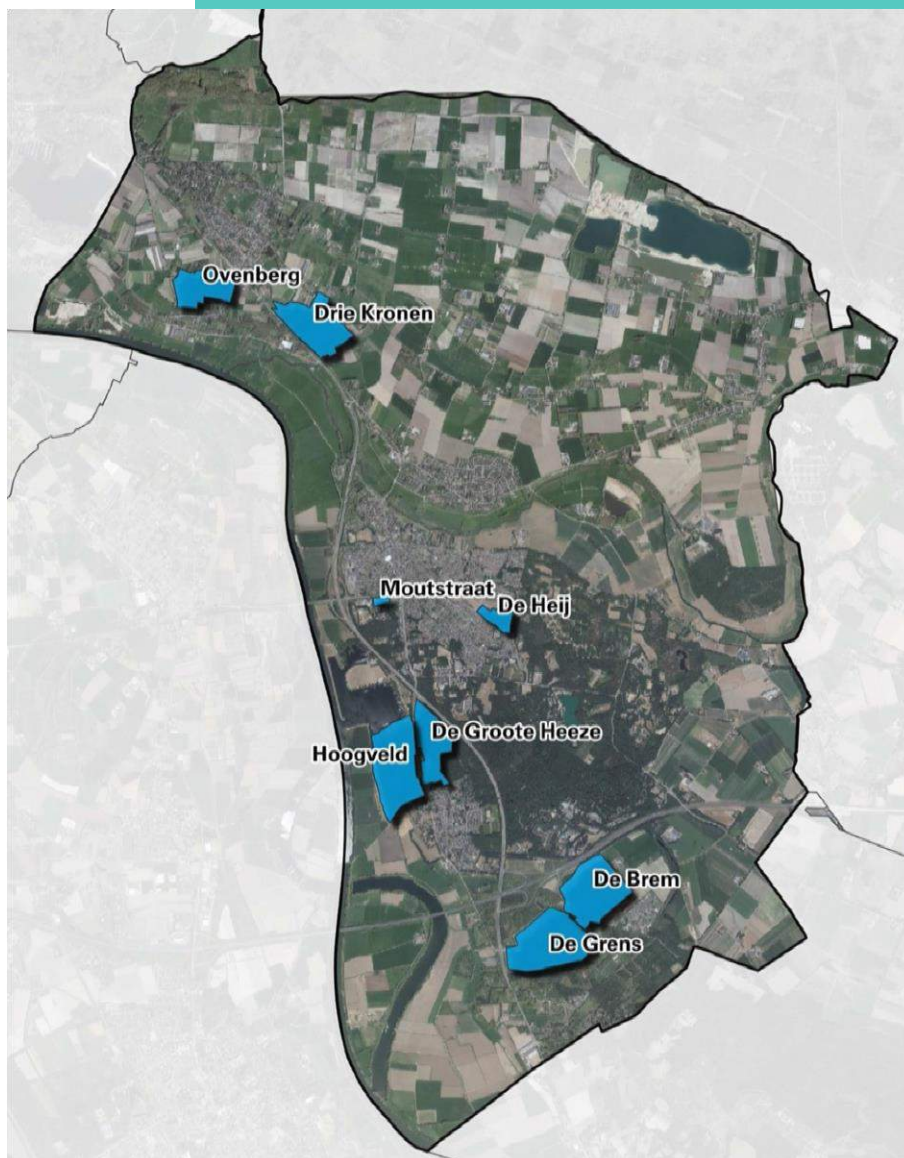 Ovenberg
Drie Kronen
Moutstraat
De Heij
De Groote Heeze
Hoogveld
De Brem
De Grens